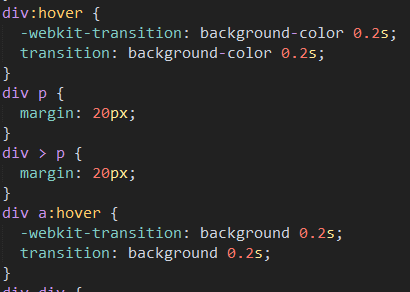 div:hover {
  -webkit-transition: background-color 0.2s;
  transition: background-color 0.2s;
}
div p {
  margin: 20px;
}
div > p {
  margin: 20px;
}
div a:hover {
  -webkit-transition: background 0.2s;
  transition: background 0.2s;
}
div div {